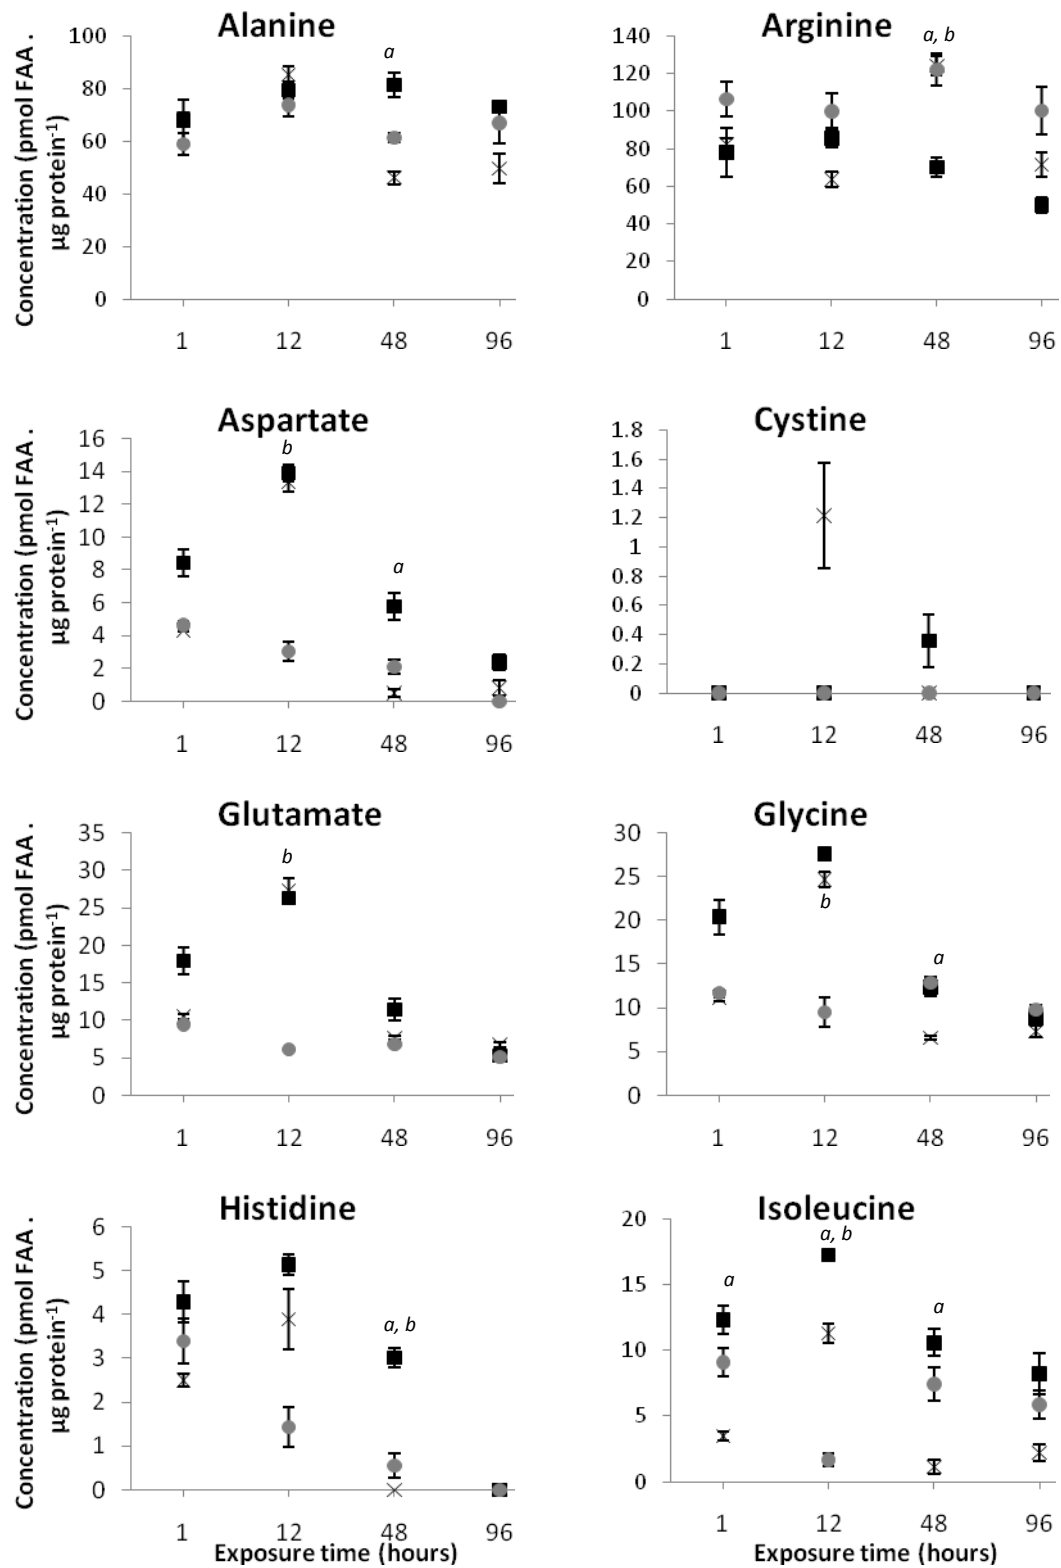 Alanine
Concentration (pmol FAA .
µg protein-1)
100
80
60
40
20
0
a
1 12 48 96
Arginine
140
120
100
80
60
40
20
0
a, b
1 12 48 96
Aspartate
Concentration (pmol FAA .
µg protein-1)
16
14
12
10
8
6
4
2
0
b
a
1 12 48 96
Cystine
1.8
1.6
1.4
1.2
1
0.8
0.6
0.4
0.2
0
1 12 48 96
Glutamate
Concentration (pmol FAA .
µg protein-1)
35
30
25
20
15
10
5
0
b
1 12 48 96
Glycine
30
25
20
15
10
5
0
b
a
1 12 48 96
Histidine
Concentration (pmol FAA .
µg protein-1)
6
5
4
3
2
1
0
a, b
1 12 48 96
Exposure time (hours)
Isoleucine
20
15
10
5
0
a
a, b
a
1 12 48 96
Exposure time (hours)